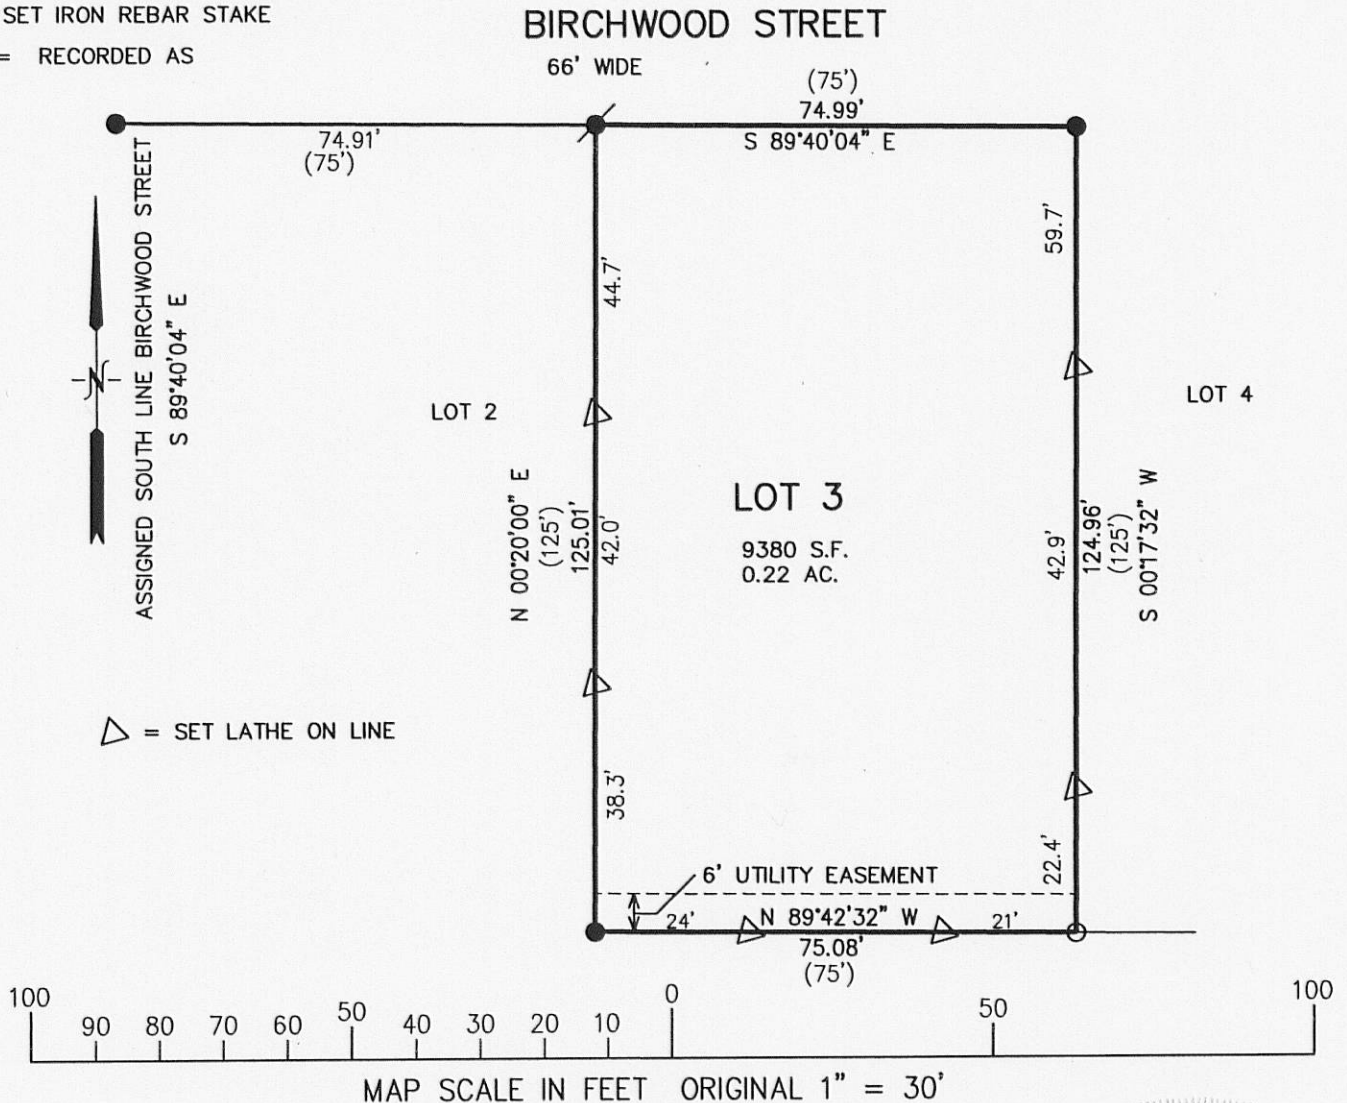 SET IRON REBAR STAKE
= RECORDED AS
BIRCHWOOD STREET
66' WIDE
(75')
74.99'
S 89°40'04" E
74.91'
(75')
ASSIGNED SOUTH LINE BIRCHWOOD STREET
S 89°40'04" E
N
44.7'
59.7'
LOT 2
LOT 4
N 00°20'00" E
(125')
125.01'
42.0'
LOT 3
9380 S.F.
0.22 AC.
42.9'
124.96'
(125')
S 00°17'32" W
= SET LATHE ON LINE
38.3'
22.4'
6' UTILITY EASEMENT
24'
N 89°42'32" W
21'
75.08'
(75')
100 90 80 70 60 50 40 30 20 10 0 50 100
MAP SCALE IN FEET ORIGINAL 1" = 30'